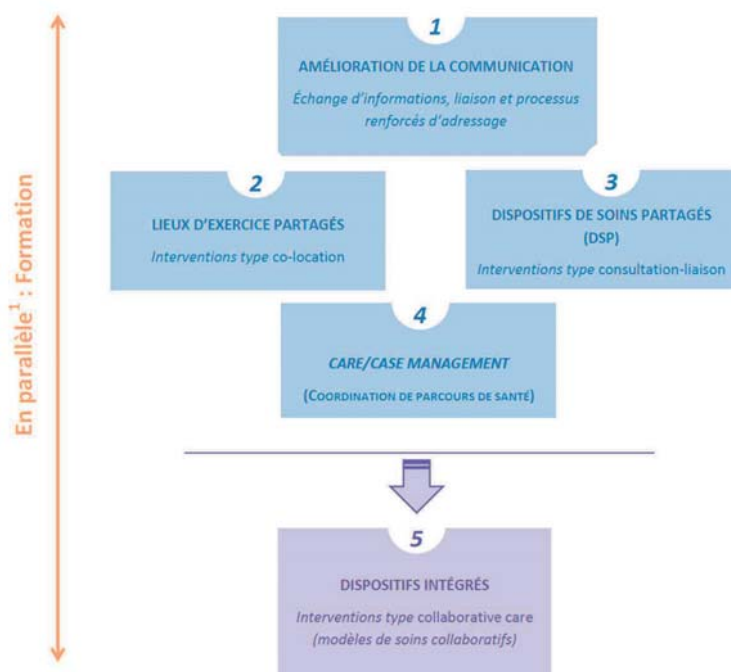 En parallèle¹ : Formation
1
AMÉLIORATION DE LA COMMUNICATION
Échange d'informations, liaison et processus
renforcés d'adressage
2
LIEUX D'EXERCICE PARTAGÉS
Interventions type co-location
3
DISPOSITIFS DE SOINS PARTAGÉS
(DSP)
Interventions type consultation-liaison
4
CARE/CASE MANAGEMENT
(COORDINATION DE PARCOURS DE SANTÉ)
5
DISPOSITIFS INTÉGRÉS
Interventions type collaborative care
(modèles de soins collaboratifs)